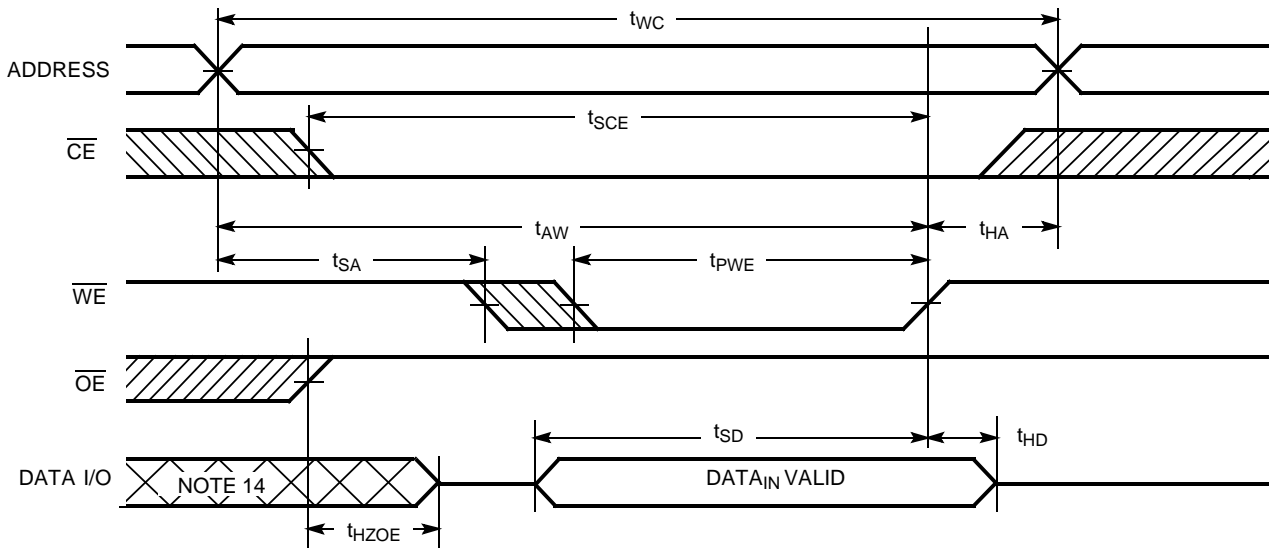 tWC
ADDRESS
tSCE
CE
tAW
tHA
tSA
tPWE
WE
OE
tSD
tHD
DATA I/O
NOTE 14
DATAIN VALID
tHZOE